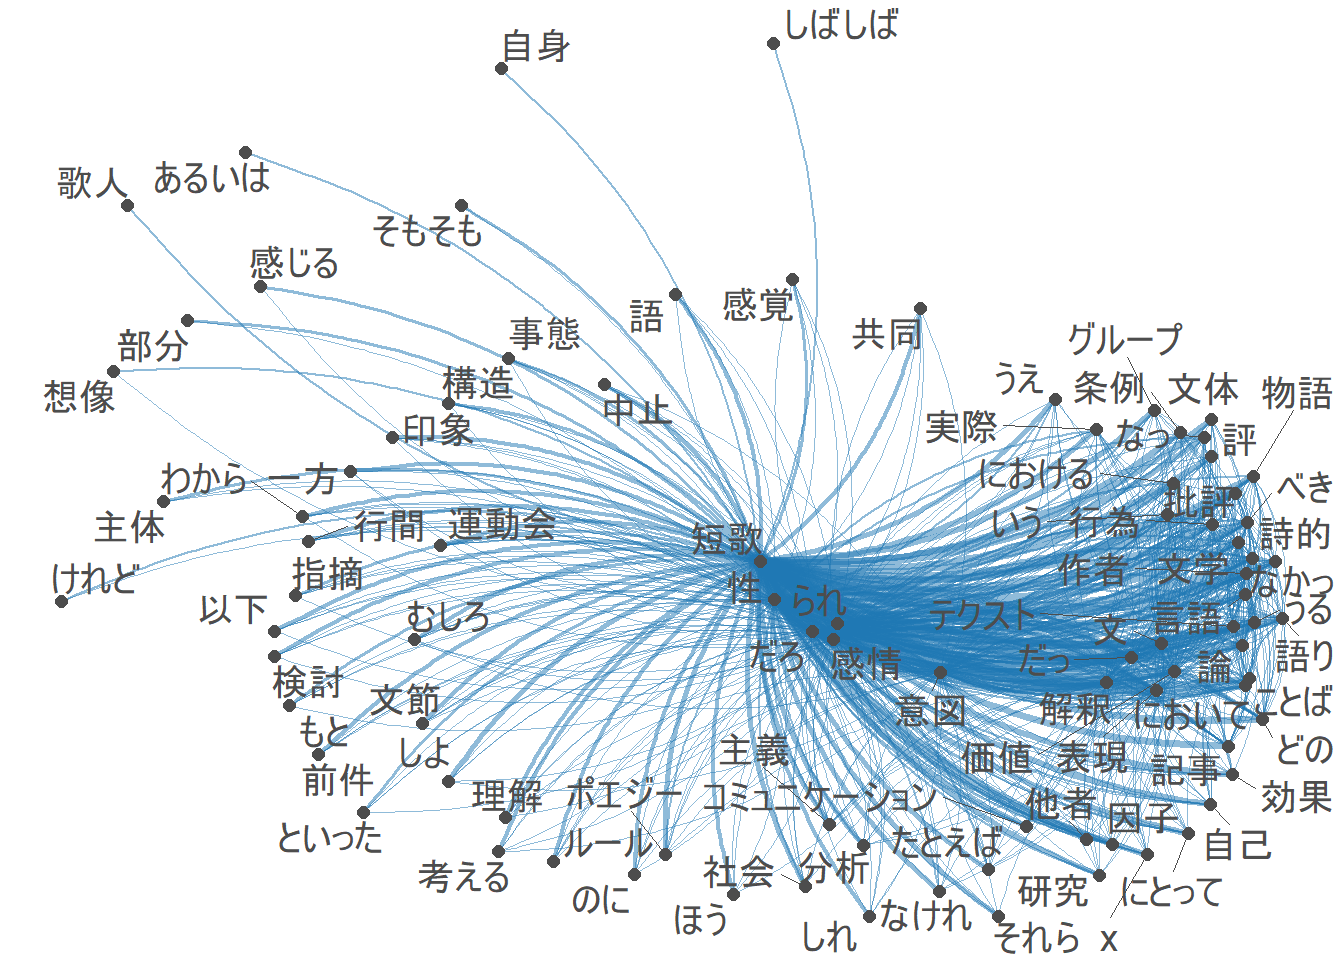 しばしば
自身
あるいは
歌人
そもそも
感じる
語
感覚
共同
事態
部分
構造
想像
中止
印象
グループ
うえ
条例
文体
物語
実際
なっ
評
における
批評
べき
わから
一方
主体
行間
運動会
いう
行為
詩的
短歌
けれど
指摘
性
作者
文学
なかっ
以下
むしろ
られ
テクスト
文
言語
うる
だろ
感情
だっ
論
語り
検討
文節
意図
解釈
において
ことば
もと
しよ
主義
価値
表現
記事
どの
前件
理解
ポエジー
コミュニケーション
他者
因子
効果
といった
ルール
たとえば
自己
考える
社会
分析
研究
にとって
のに
ほう
しれ
なけれ
それら
x